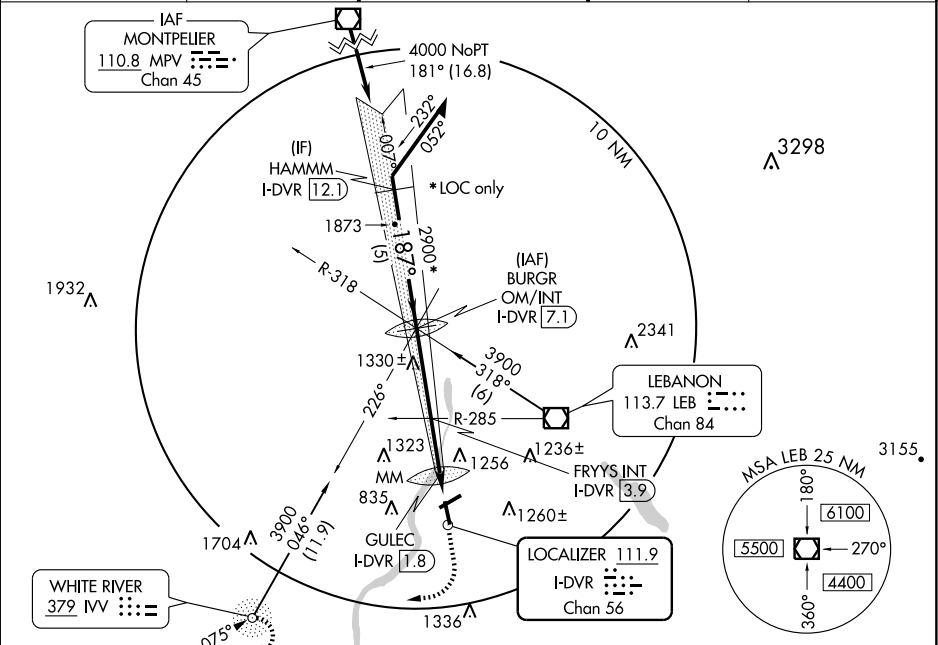 IAF
MONTPELIER
110.8 MPV
Chan 45
4000 NoPT
181° (16.8)
10 NM
3298
232°
052°
007°
(IF)
HAMMM
I-DVR 12.1
*LOC only
1873
187°
(5)
2900*
R-318
1932
(IAF)
BURGR
OM/INT
I-DVR 7.1
2341
1330±
3900
318°
(6)
LEBANON
113.7 LEB
Chan 84
226°
R-285
1323
1256
1236±
MM
FRYYS INT
I-DVR 3.9
3155
835
1260±
GULEC
I-DVR 1.8
1704
3900
046°
(11.9)
LOCALIZER 111.9
I-DVR
Chan 56
MSA LEB 25 NM
180°
6100
5500
270°
4400
360°
WHITE RIVER
379 IVV
075°
1336